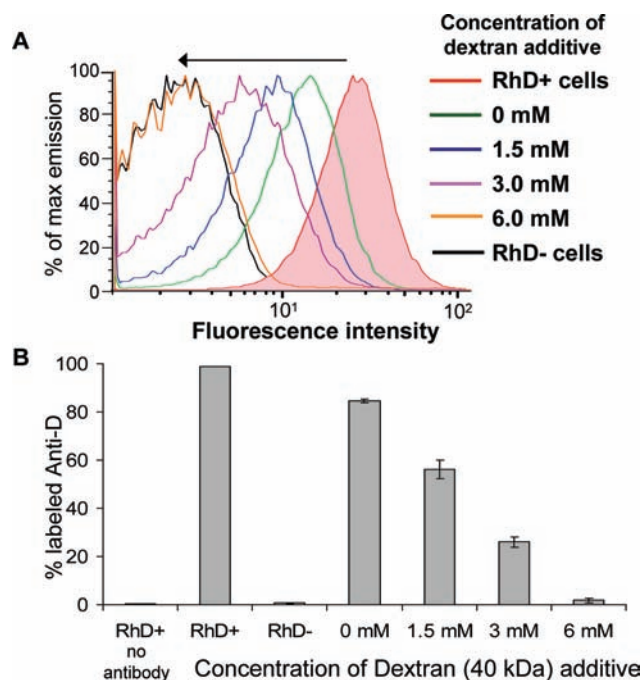 A
Concentration of
dextran additive
RhD+ cells
0 mM
1.5 mM
3.0 mM
6.0 mM
RhD- cells
% of max emission
100
80
60
40
20
0
10¹
10²
Fluorescence intensity
B
% labeled Anti-D
100
80
60
40
20
0
RhD+
no
antibody
RhD+
RhD-
0 mM
1.5 mM
3 mM
6 mM
Concentration of Dextran (40 kDa) additive